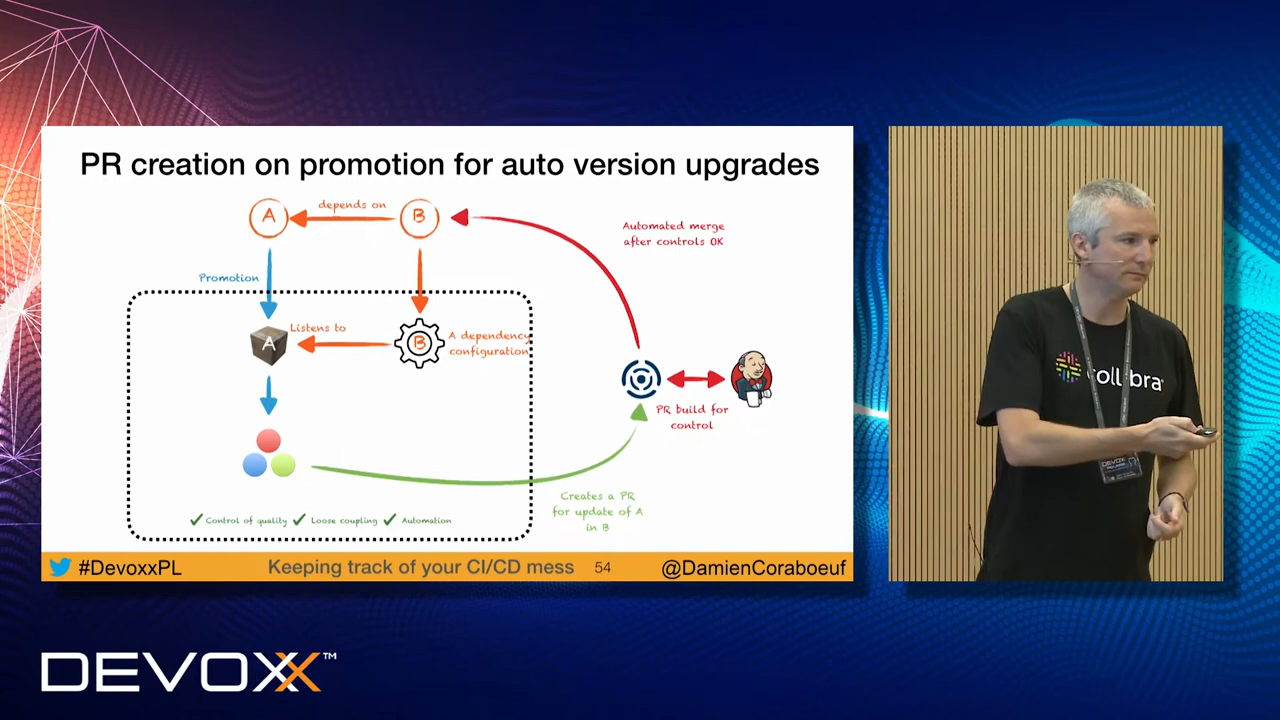 PR creation on promotion for auto version upgrades
A
depends on
B
Automated merge
after controls OK
Promotion
A
Listens to
B
A dependency
configuration
PR build for
control
Creates a PR
for update of A
in B
Control of quality
Loose coupling
Automation
#DevoxxPL
Keeping track of your CI/CD mess
54
@DamienCoraboeuf
collibra
DEVOXX™